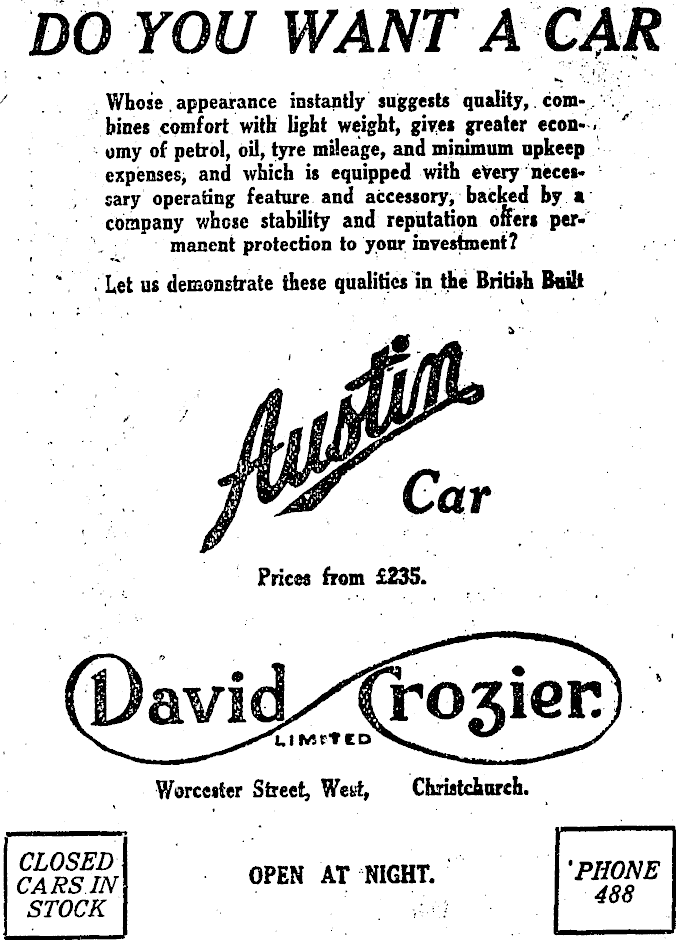 DO YOU WANT A CAR
Whose appearance instantly suggests quality, com-
bines comfort with light weight, gives greater econ-
omy of petrol, oil, tyre mileage, and minimum upkeep
expenses, and which is equipped with every neces-
sary operating feature and accessory, backed by a
company whose stability and reputation offers per-
manent protection to your investment?
Let us demonstrate these qualities in the British Built
Austin
Car
Prices from £235.
David Crozier.
LIMITED
Worcester Street, West, Christchurch.
CLOSED
CARS IN
STOCK
OPEN AT NIGHT.
'PHONE
488